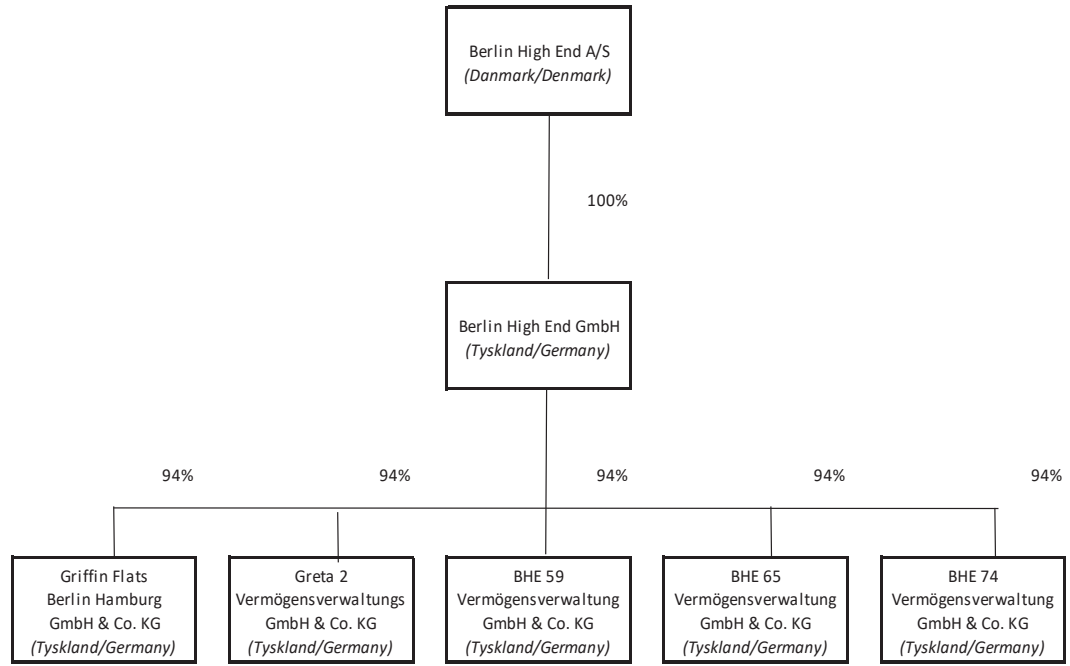 Berlin High End A/S
(Danmark/Denmark)
100%
Berlin High End GmbH
(Tyskland/Germany)
94%
94%
94%
94%
94%
Griffin Flats
Berlin Hamburg
GmbH & Co. KG
(Tyskland/Germany)
Greta 2
Vermögensverwaltungs
GmbH & Co. KG
(Tyskland/Germany)
BHE 59
Vermögensverwaltung
GmbH & Co. KG
(Tyskland/Germany)
BHE 65
Vermögensverwaltung
GmbH & Co. KG
(Tyskland/Germany)
BHE 74
Vermögensverwaltung
GmbH & Co. KG
(Tyskland/Germany)